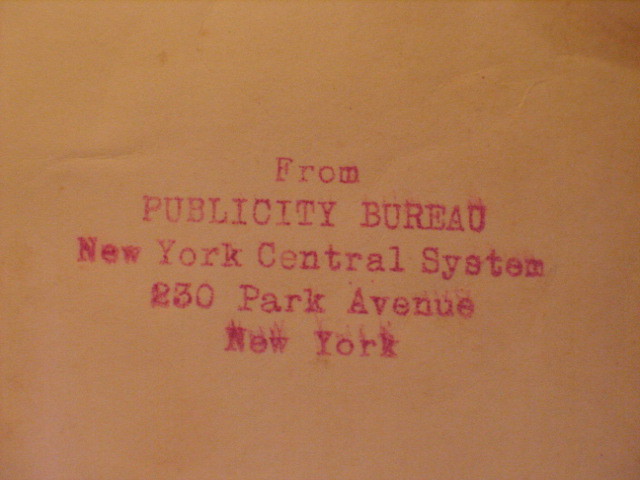 From
PUBLICITY BUREAU
New York Central System
230 Park Avenue
New York